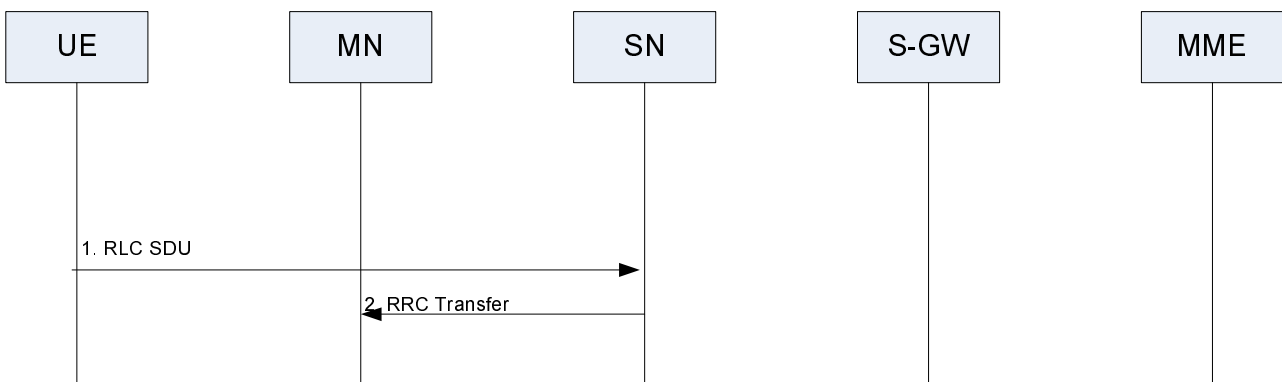 UE
MN
SN
S-GW
MME
1. RLC SDU
2. RRC Transfer